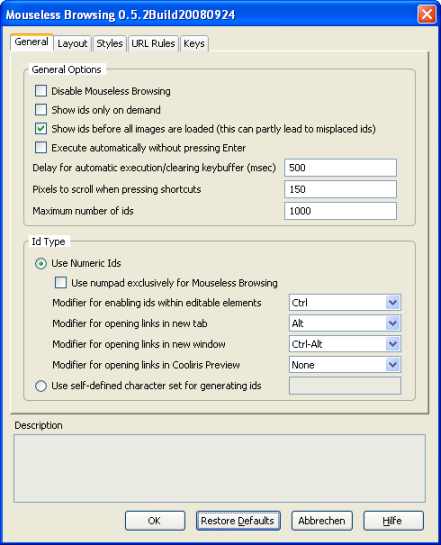 Mouseless Browsing 0.5.2Build20080924
General Layout Styles URL Rules Keys
General Options
Disable Mouseless Browsing
Show ids only on demand
Show ids before all images are loaded (this can partly lead to misplaced ids)
Execute automatically without pressing Enter
Delay for automatic execution/clearing keybuffer (msec) 500
Pixels to scroll when pressing shortcuts 150
Maximum number of ids 1000
Id Type
Use Numeric Ids
Use numpad exclusively for Mouseless Browsing
Modifier for enabling ids within editable elements Ctrl
Modifier for opening links in new tab Alt
Modifier for opening links in new window Ctrl-Alt
Modifier for opening links in Cooliris Preview None
Use self-defined character set for generating ids
Description
OK Restore Defaults Abbrechen Hilfe